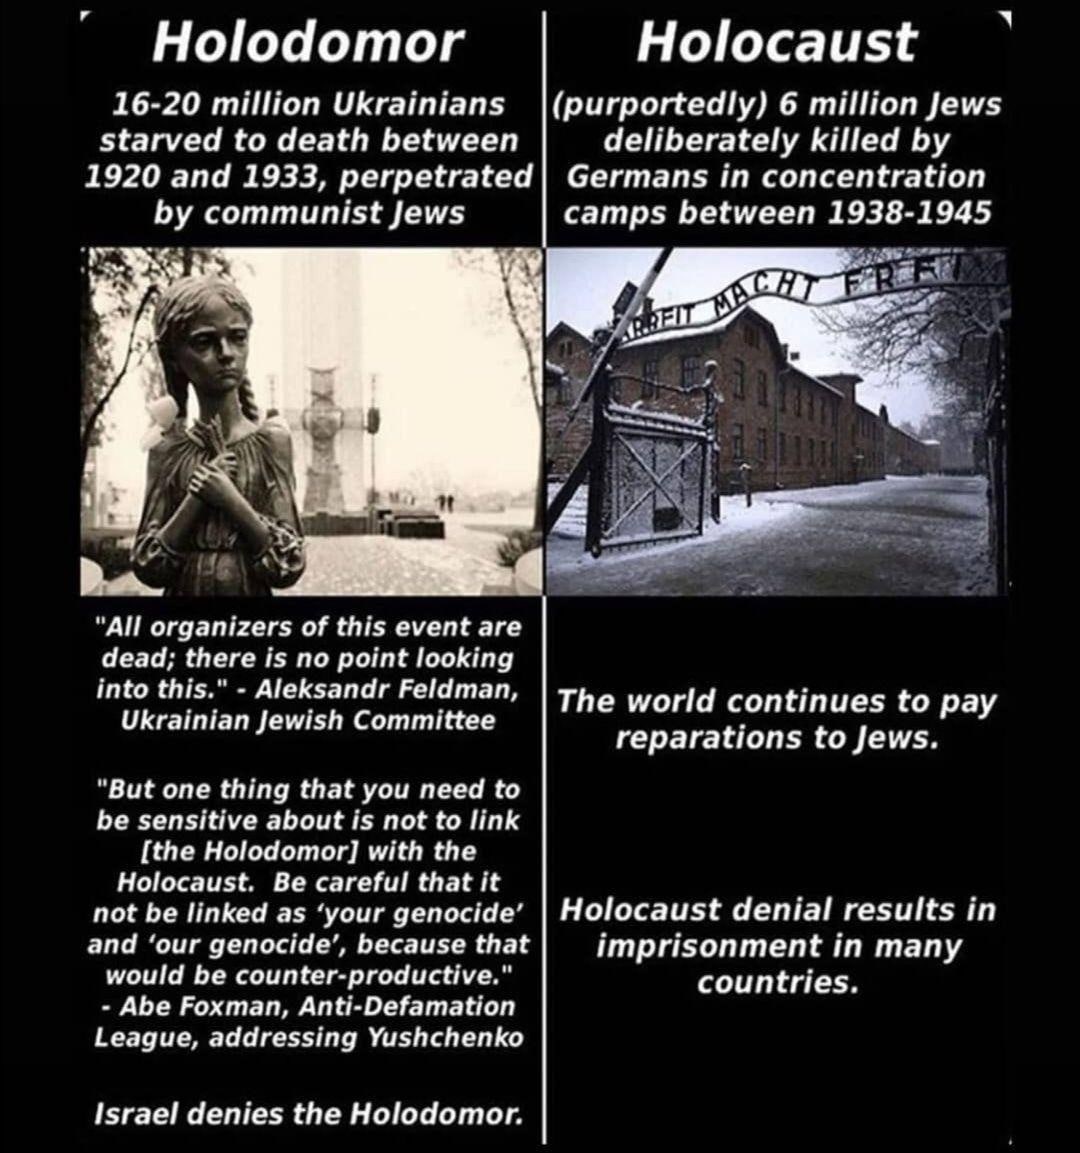 Holodomor
16-20 million Ukrainians
starved to death between
1920 and 1933, perpetrated
by communist Jews
"All organizers of this event are
dead; there is no point looking
into this." - Aleksandr Feldman,
Ukrainian Jewish Committee
"But one thing that you need to
be sensitive about is not to link
[the Holodomor] with the
Holocaust. Be careful that it
not be linked as ‘your genocide’
and ‘our genocide’, because that
would be counter-productive."
- Abe Foxman, Anti-Defamation
League, addressing Yushchenko
Israel denies the Holodomor.
Holocaust
(purportedly) 6 million Jews
deliberately killed by
Germans in concentration
camps between 1938-1945
ARBEIT MACHT FREI
The world continues to pay
reparations to Jews.
Holocaust denial results in
imprisonment in many
countries.